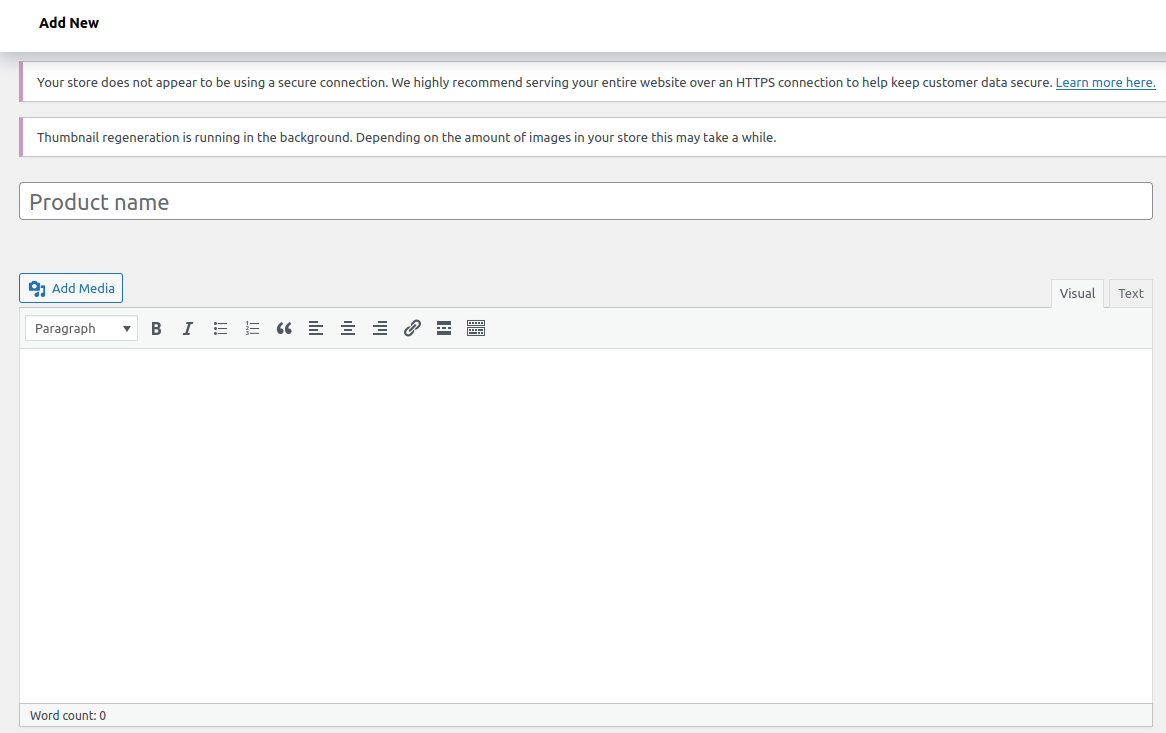 Add New
Your store does not appear to be using a secure connection. We highly recommend serving your entire website over an HTTPS connection to help keep customer data secure. Learn more here.
Thumbnail regeneration is running in the background. Depending on the amount of images in your store this may take a while.
Product name
Add Media
Visual Text
Paragraph
Word count: 0